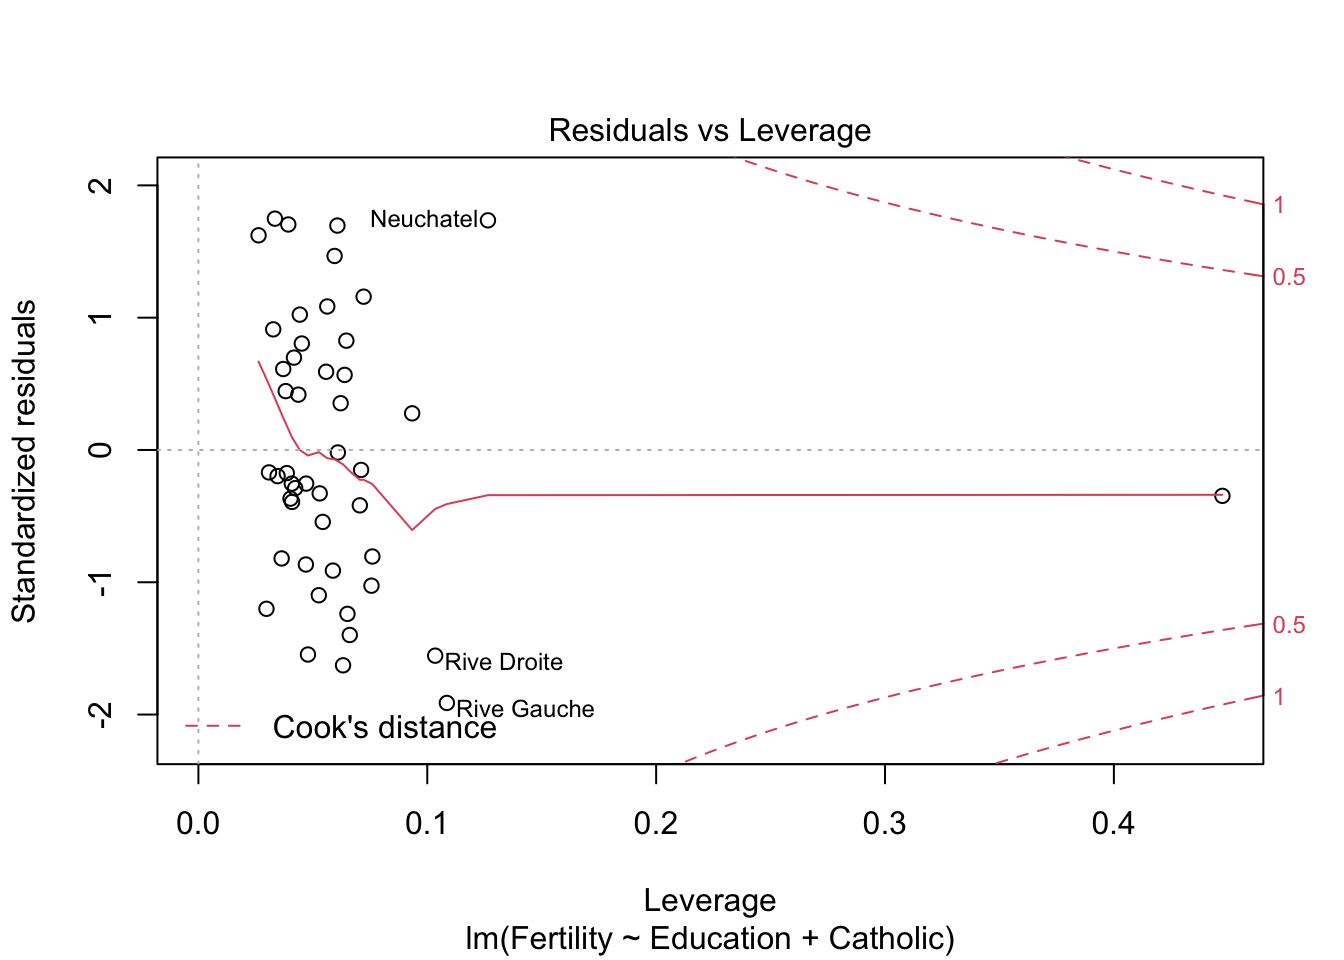 Residuals vs Leverage
Standardized residuals
2
1
0
-1
-2
Neuchatel
Rive Droite
Rive Gauche
Cook's distance
1
0.5
0.5
1
0.0
0.1
0.2
0.3
0.4
Leverage
lm(Fertility ~ Education + Catholic)